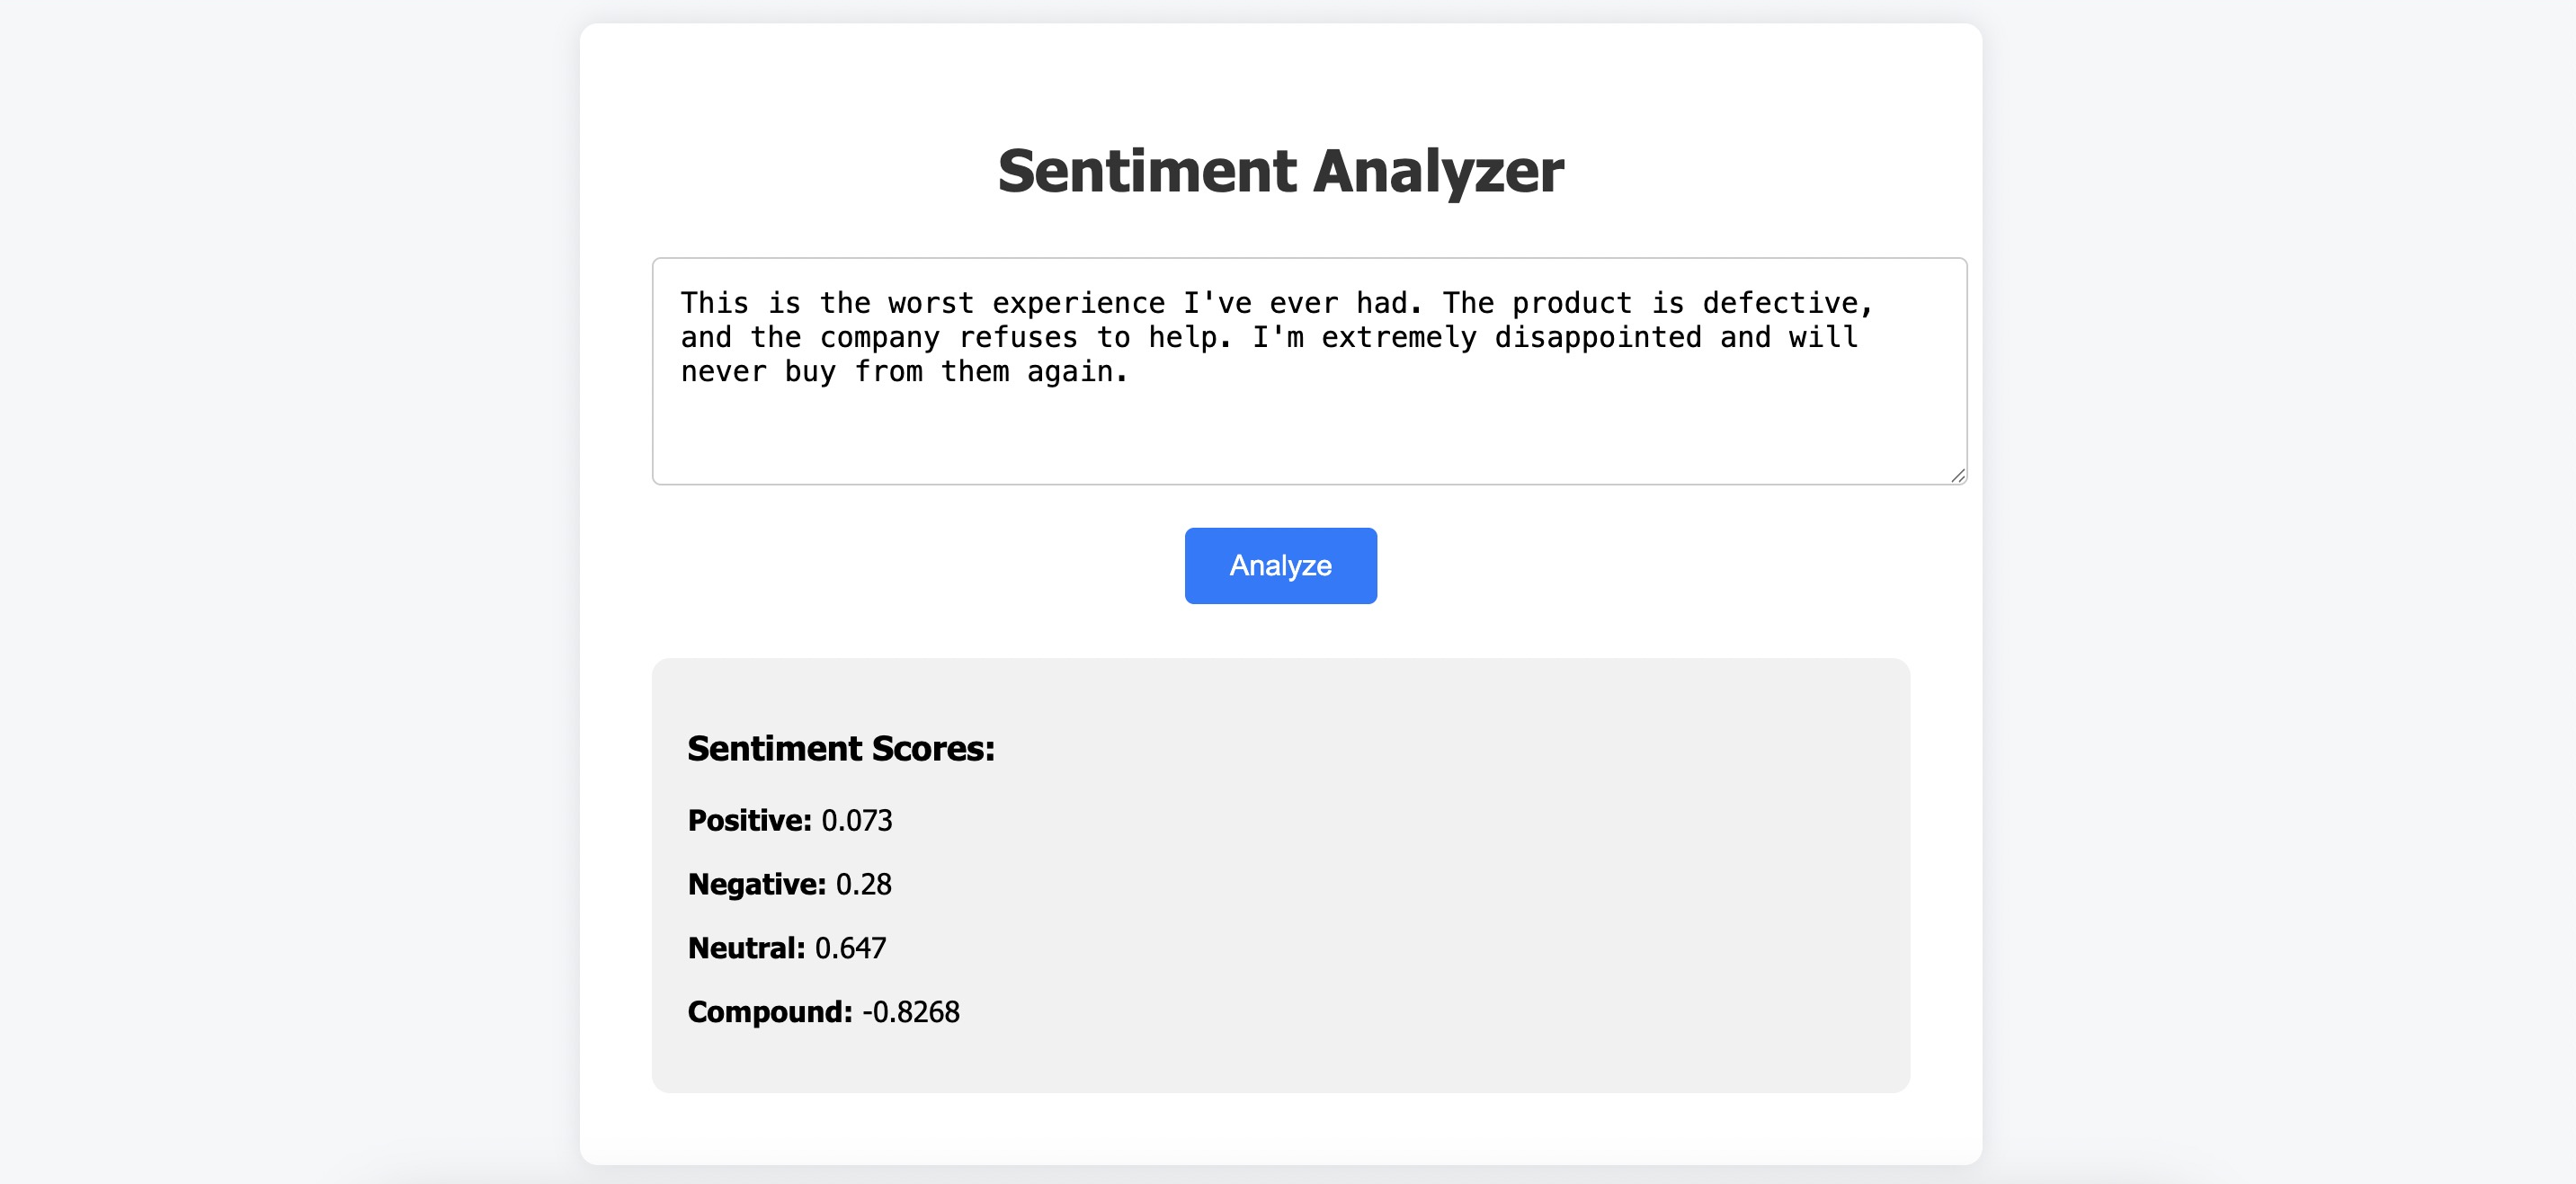 Sentiment Analyzer
This is the worst experience I've ever had. The product is defective,
and the company refuses to help. I'm extremely disappointed and will
never buy from them again.
Analyze
Sentiment Scores:
Positive: 0.073
Negative: 0.28
Neutral: 0.647
Compound: -0.8268